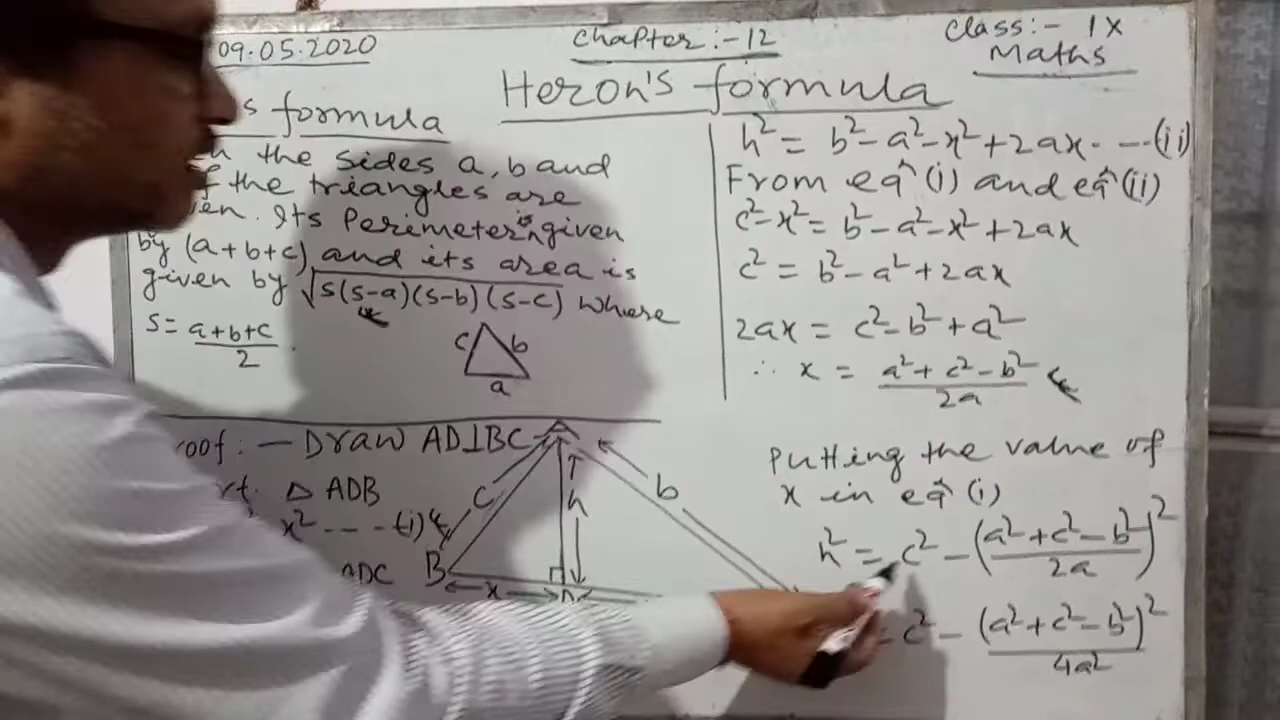 09.05.2020
Chapter :- 12
Class:- IX
Maths
Heron's formula
formula
the sides a, b and
the triangles are
Its Perimeter is given
by (a+b+c) and its area is
given by √s(s-a)(s-b)(s-c) where
s = a+b+c / 2 .
c b
a
h² = b² - a² - x² + 2ax - - - (ii)
From eqⁿ (i) and eqⁿ (ii)
c² - x² = b² - a² - x² + 2ax
c² = b² - a² + 2ax
2ax = c² - b² + a²
∴ x = a² + c² - b² / 2a
:— Draw AD⊥BC
△ ADB
x² - - - - (i)
ADC
A
c h b
B x D
Putting the value of
x in eqⁿ (i)
h² = c² - (a² + c² - b² / 2a)²
= c² - (a² + c² - b²)² / 4a²